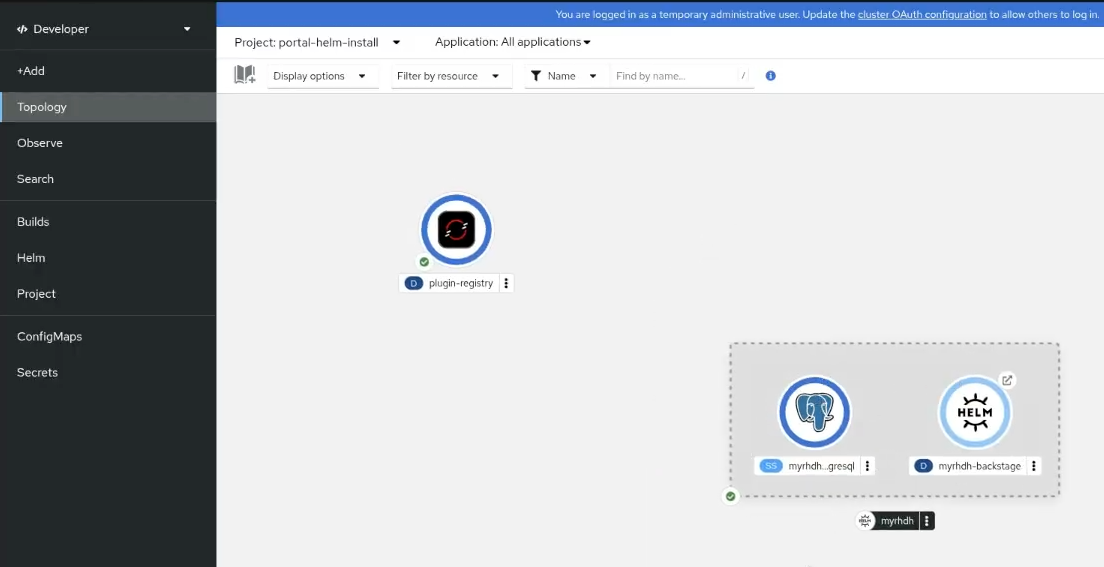 You are logged in as a temporary administrative user. Update the cluster OAuth configuration to allow others to log in.
Developer
+Add
Topology
Observe
Search
Builds
Helm
Project
ConfigMaps
Secrets
Project: portal-helm-install
Application: All applications
Display options
Filter by resource
Name
Find by name...
/
D plugin-registry
HELM
SS myrhdh...gresql
D myrhdh-backstage
HELM myrhdh